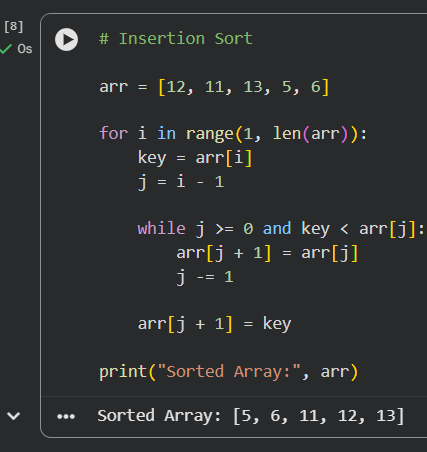 [8]
0s
# Insertion Sort
arr = [12, 11, 13, 5, 6]
for i in range(1, len(arr)):
    key = arr[i]
    j = i - 1
    while j >= 0 and key < arr[j]:
        arr[j + 1] = arr[j]
        j -= 1
    arr[j + 1] = key
print("Sorted Array:", arr)
Sorted Array: [5, 6, 11, 12, 13]